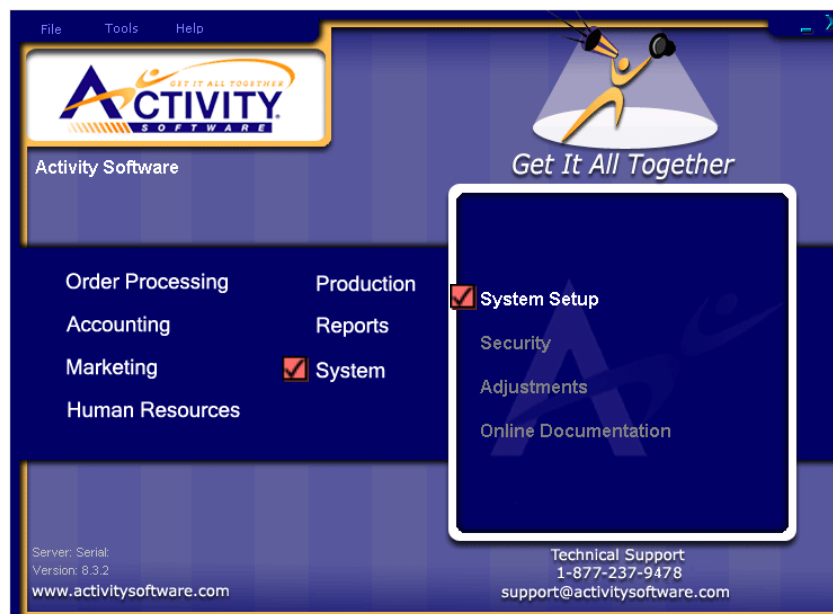 File Tools Help
GET IT ALL TOGETHER
ACTIVITY
SOFTWARE
Activity Software
Get It All Together
Order Processing
Accounting
Marketing
Human Resources
Production
Reports
System
System Setup
Security
Adjustments
Online Documentation
Server: Serial:
Version: 8.3.2
www.activitysoftware.com
Technical Support
1-877-237-9478
support@activitysoftware.com